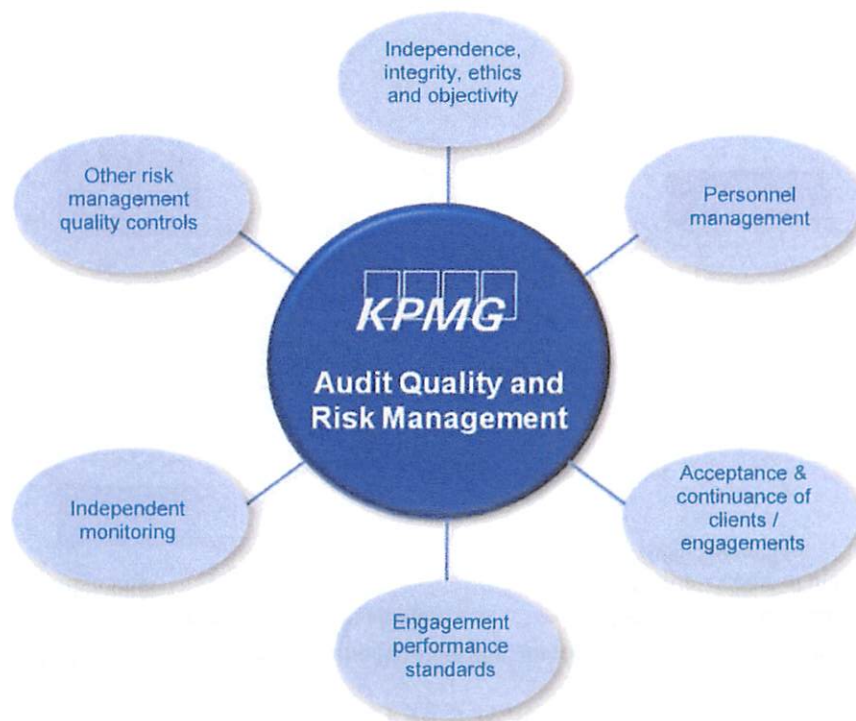 Independence,
integrity, ethics
and objectivity
Other risk
management
quality controls
Personnel
management
KPMG
Audit Quality and
Risk Management
Independent
monitoring
Acceptance &
continuance of
clients /
engagements
Engagement
performance
standards